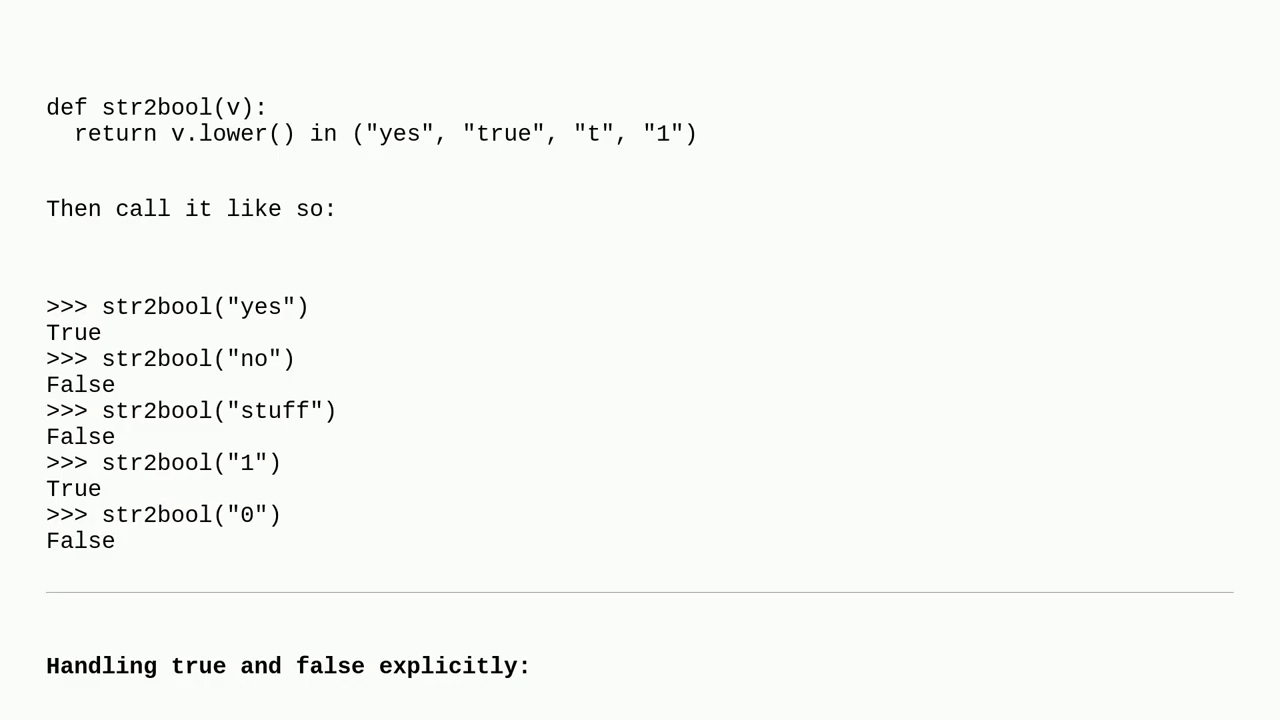 def str2bool(v):
  return v.lower() in ("yes", "true", "t", "1")
Then call it like so:
>>> str2bool("yes")
True
>>> str2bool("no")
False
>>> str2bool("stuff")
False
>>> str2bool("1")
True
>>> str2bool("0")
False
Handling true and false explicitly: